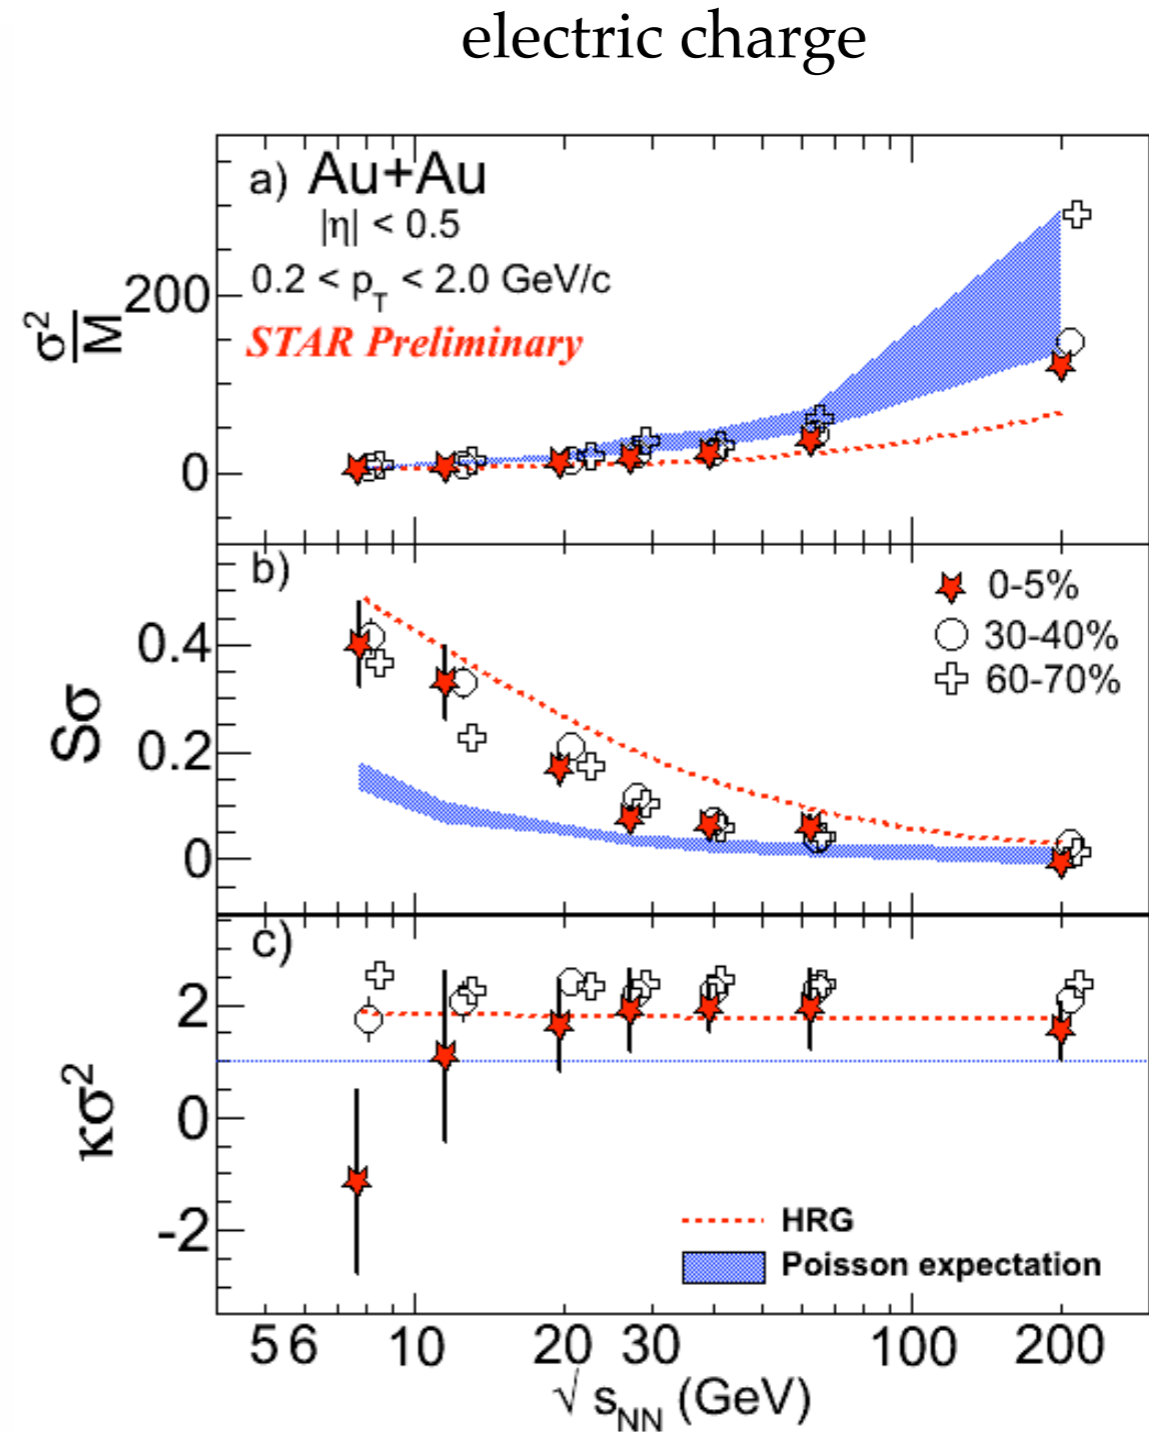 electric charge
a) Au+Au
|η| < 0.5
0.2 < p_T < 2.0 GeV/c
STAR Preliminary
σ²/M
200
0
b)
0-5%
30-40%
60-70%
Sσ
0.4
0.2
0
c)
κσ²
2
0
-2
HRG
Poisson expectation
5 6 10 20 30 100 200
√s_NN (GeV)